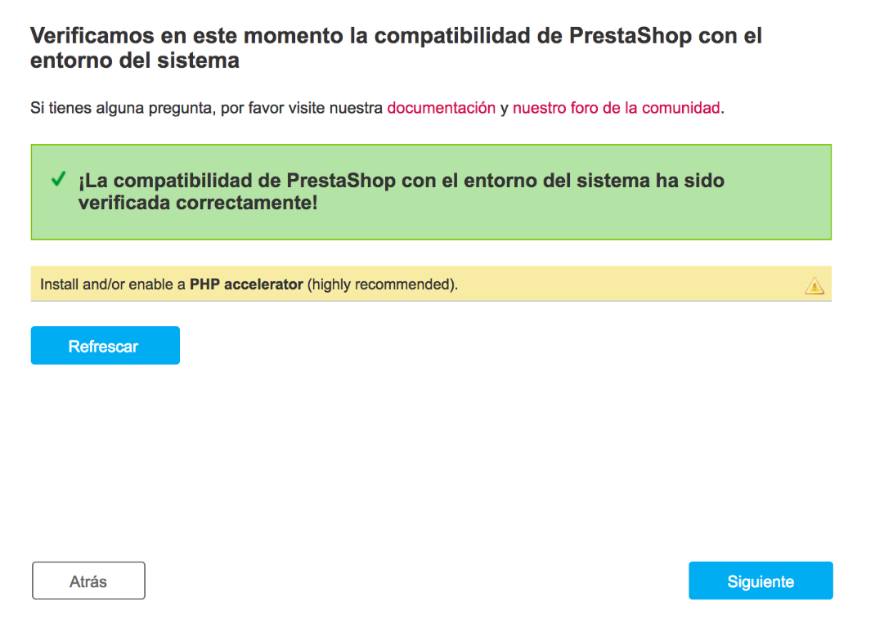 Verificamos en este momento la compatibilidad de PrestaShop con el
entorno del sistema
Si tienes alguna pregunta, por favor visite nuestra documentación y nuestro foro de la comunidad.
¡La compatibilidad de PrestaShop con el entorno del sistema ha sido
verificada correctamente!
Install and/or enable a PHP accelerator (highly recommended).
Refrescar
Atrás
Siguiente